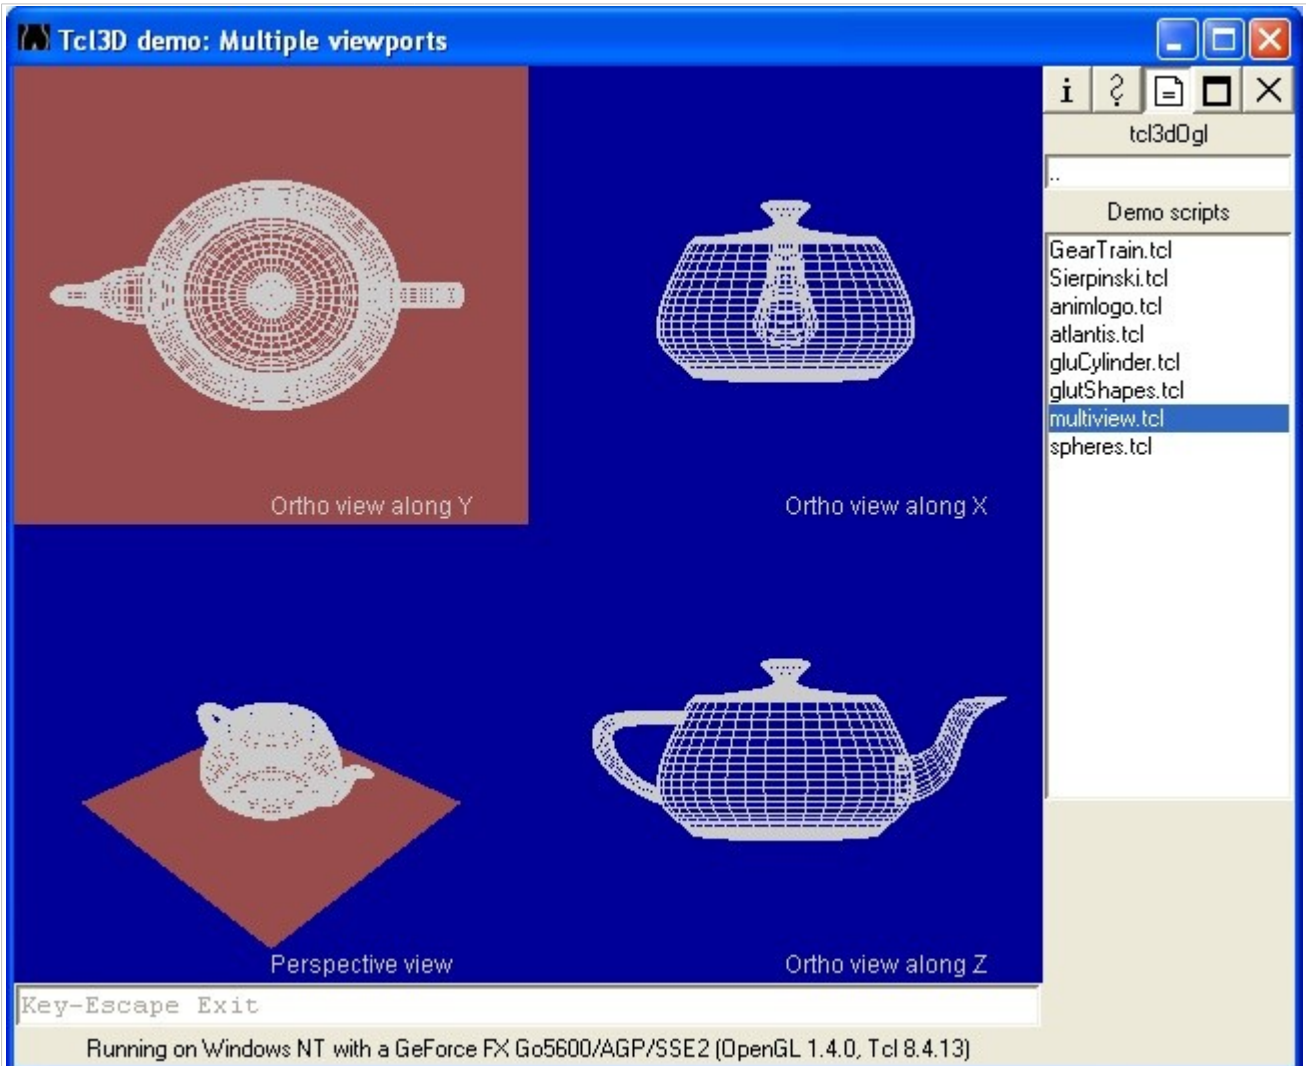 Tcl3D demo: Multiple viewports
i ?
tcl3dOgl
..
Demo scripts
GearTrain.tcl
Sierpinski.tcl
animlogo.tcl
atlantis.tcl
gluCylinder.tcl
glutShapes.tcl
multiview.tcl
spheres.tcl
Ortho view along Y
Ortho view along X
Perspective view
Ortho view along Z
Key-Escape Exit
Running on Windows NT with a GeForce FX Go5600/AGP/SSE2 (OpenGL 1.4.0, Tcl 8.4.13)